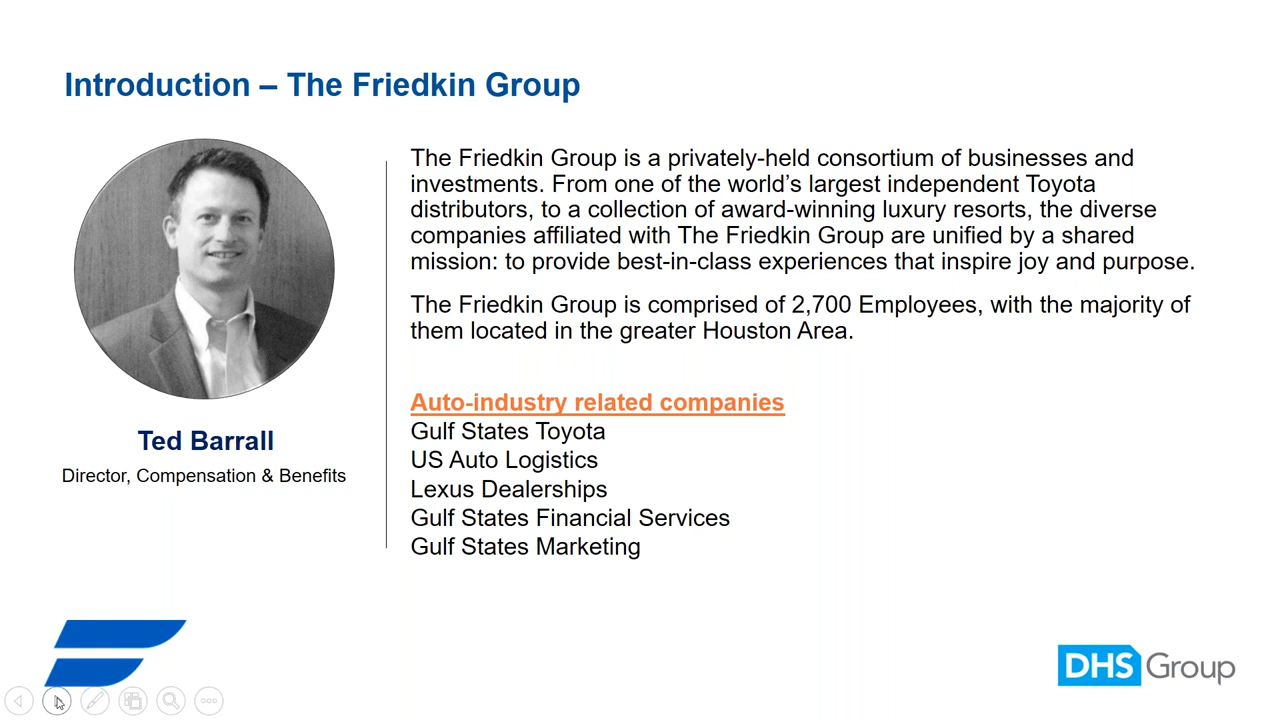 Introduction – The Friedkin Group
Ted Barrall
Director, Compensation & Benefits
The Friedkin Group is a privately-held consortium of businesses and
investments. From one of the world’s largest independent Toyota
distributors, to a collection of award-winning luxury resorts, the diverse
companies affiliated with The Friedkin Group are unified by a shared
mission: to provide best-in-class experiences that inspire joy and purpose.
The Friedkin Group is comprised of 2,700 Employees, with the majority of
them located in the greater Houston Area.
Auto-industry related companies
Gulf States Toyota
US Auto Logistics
Lexus Dealerships
Gulf States Financial Services
Gulf States Marketing
DHS Group